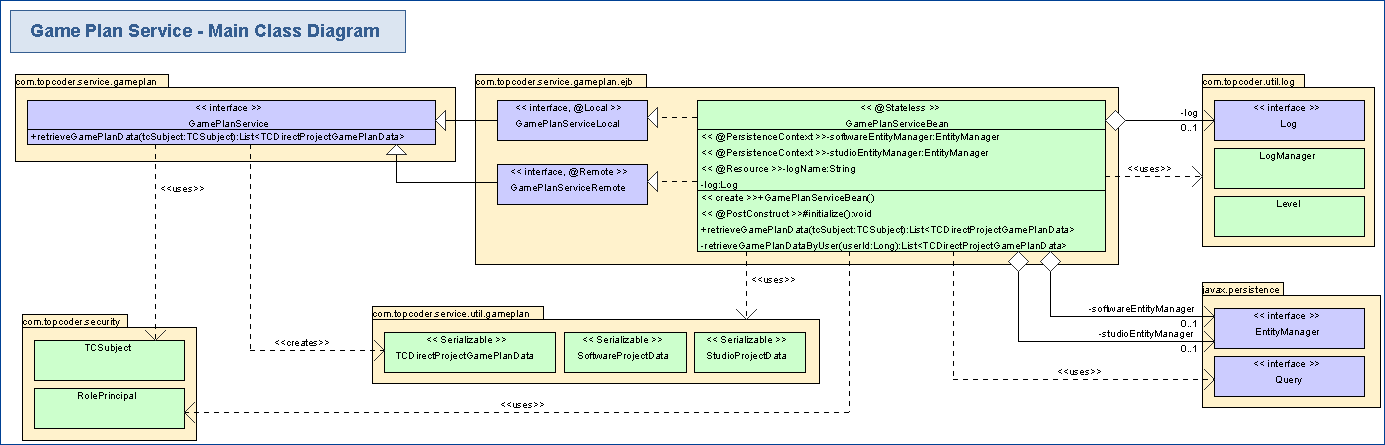 Game Plan Service - Main Class Diagram
com.topcoder.service.gameplan
<< interface >>
GamePlanService
+retrieveGamePlanData(tcSubject:TCSubject):List<TCDirectProjectGamePlanData>
com.topcoder.service.gameplan.ejb
<< interface, @Local >>
GamePlanServiceLocal
<< interface, @Remote >>
GamePlanServiceRemote
<< @Stateless >>
GamePlanServiceBean
<< @PersistenceContext >>-softwareEntityManager:EntityManager
<< @PersistenceContext >>-studioEntityManager:EntityManager
<< @Resource >>-logName:String
-log:Log
<< create >>+GamePlanServiceBean()
<< @PostConstruct >>#initialize():void
+retrieveGamePlanData(tcSubject:TCSubject):List<TCDirectProjectGamePlanData>
-retrieveGamePlanDataByUser(userId:Long):List<TCDirectProjectGamePlanData>
com.topcoder.util.log
<< interface >>
Log
LogManager
Level
-log
0..1
<<uses>>
<<uses>>
<<uses>>
com.topcoder.security
TCSubject
RolePrincipal
<<creates>>
com.topcoder.service.util.gameplan
<< Serializable >>
TCDirectProjectGamePlanData
<< Serializable >>
SoftwareProjectData
<< Serializable >>
StudioProjectData
javax.persistence
<< interface >>
EntityManager
<< interface >>
Query
-softwareEntityManager
0..1
-studioEntityManager
0..1
<<uses>>
<<uses>>